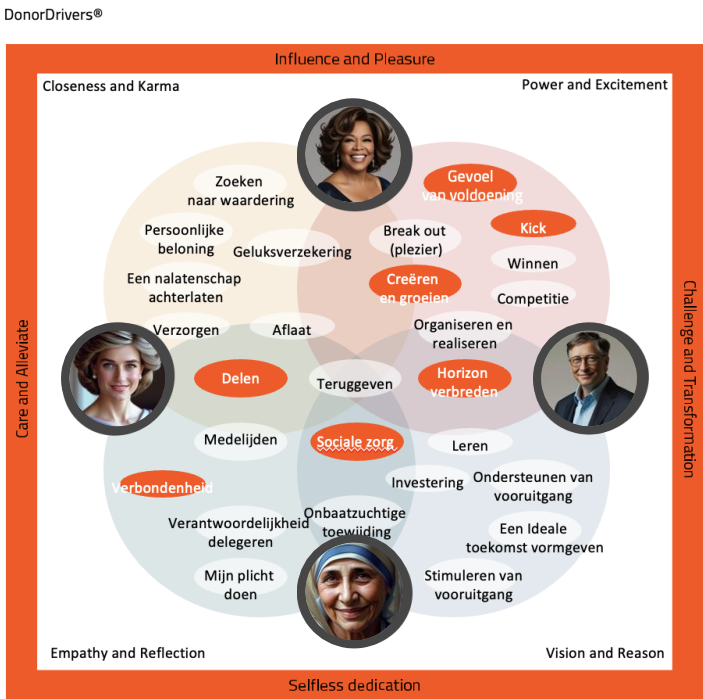 DonorDrivers®
Influence and Pleasure
Closeness and Karma
Power and Excitement
Zoeken
naar waardering
Gevoel
van voldoening
Persoonlijke
beloning
Geluksverzekering
Break out
(plezier)
Kick
Winnen
Een nalatenschap
achterlaten
Creëren
en groeien
Competitie
Verzorgen
Aflaat
Organiseren en
realiseren
Care and Alleviate
Challenge and Transformation
Delen
Teruggeven
Horizon
verbreden
Medelijden
Sociale zorg
Leren
Verbondenheid
Investering
Ondersteunen van
vooruitgang
Verantwoordelijkheid
delegeren
Onbaatzuchtige
toewijding
Een Ideale
toekomst vormgeven
Mijn plicht
doen
Stimuleren van
vooruitgang
Empathy and Reflection
Vision and Reason
Selfless dedication